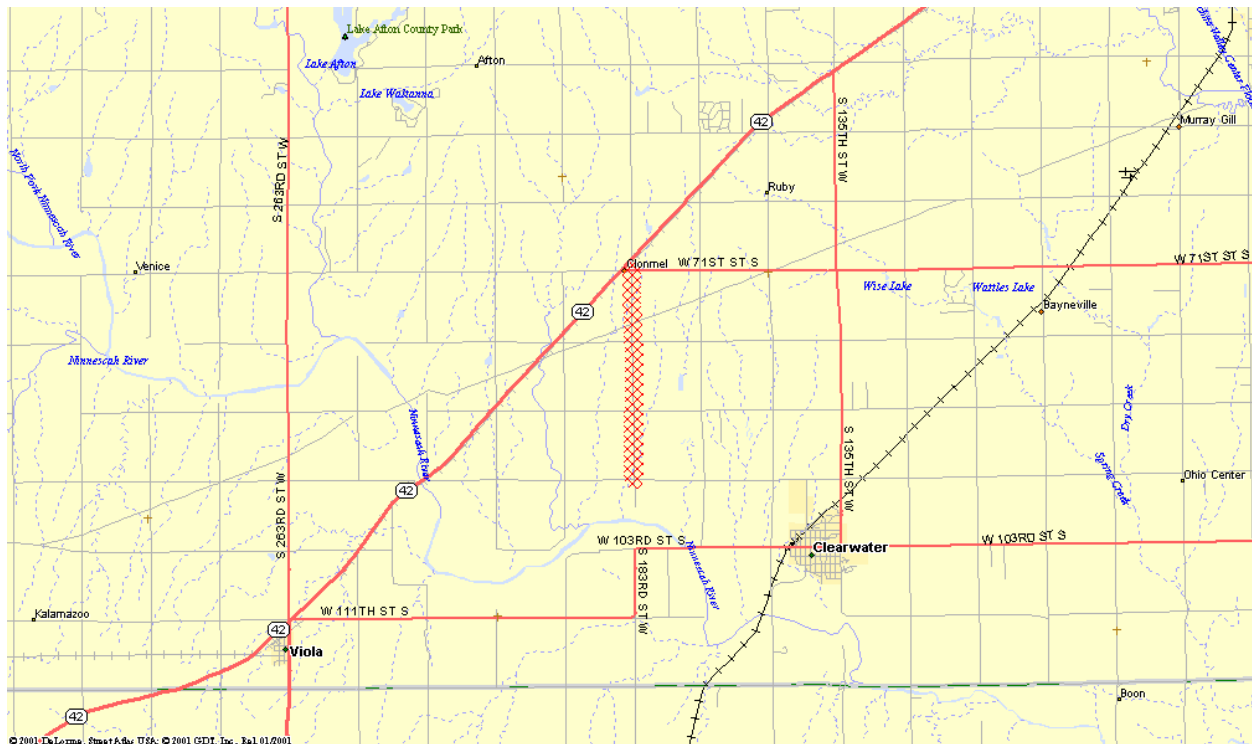 Lake Afton County Park
Lake Afton
Afton
Lake Waltanna
42
S 135TH ST W
Murray Gill
S 263RD ST W
North Fork Ninnescah River
Ruby
Venice
Clonmel
W 71ST ST S
W 71ST ST S
Wise Lake
Wattles Lake
42
Bayneville
Ninnescah River
Ninnescah River
Dry Creek
S 135TH ST W
Spring Creek
Ohio Center
42
S 263RD ST W
W 103RD ST S
Clearwater
W 103RD ST S
Ninnescah River
S 183RD ST W
Kalamazoo
W 111TH ST S
42
Viola
Boon
42
© 2001 DeLorme. Street Atlas USA; © 2001 GDT, Inc., Rel. 01/2001